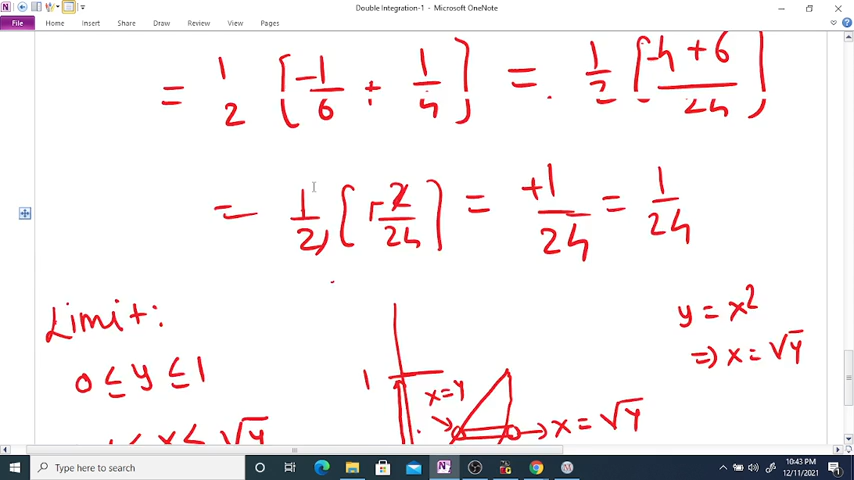 Double Integration-1 - Microsoft OneNote
File Home Insert Share Draw Review View Pages
= 1/2 [-1/6 + 1/4] = 1/2 [-4+6/24]
= 1/2 [+2/24] = +1/24 = 1/24
Limit:
y = x²
⇒ x = √y
0 ≤ y ≤ 1
1
x=y
x = √y
≤ x ≤ √y
Type here to search
10:43 PM
12/11/2021